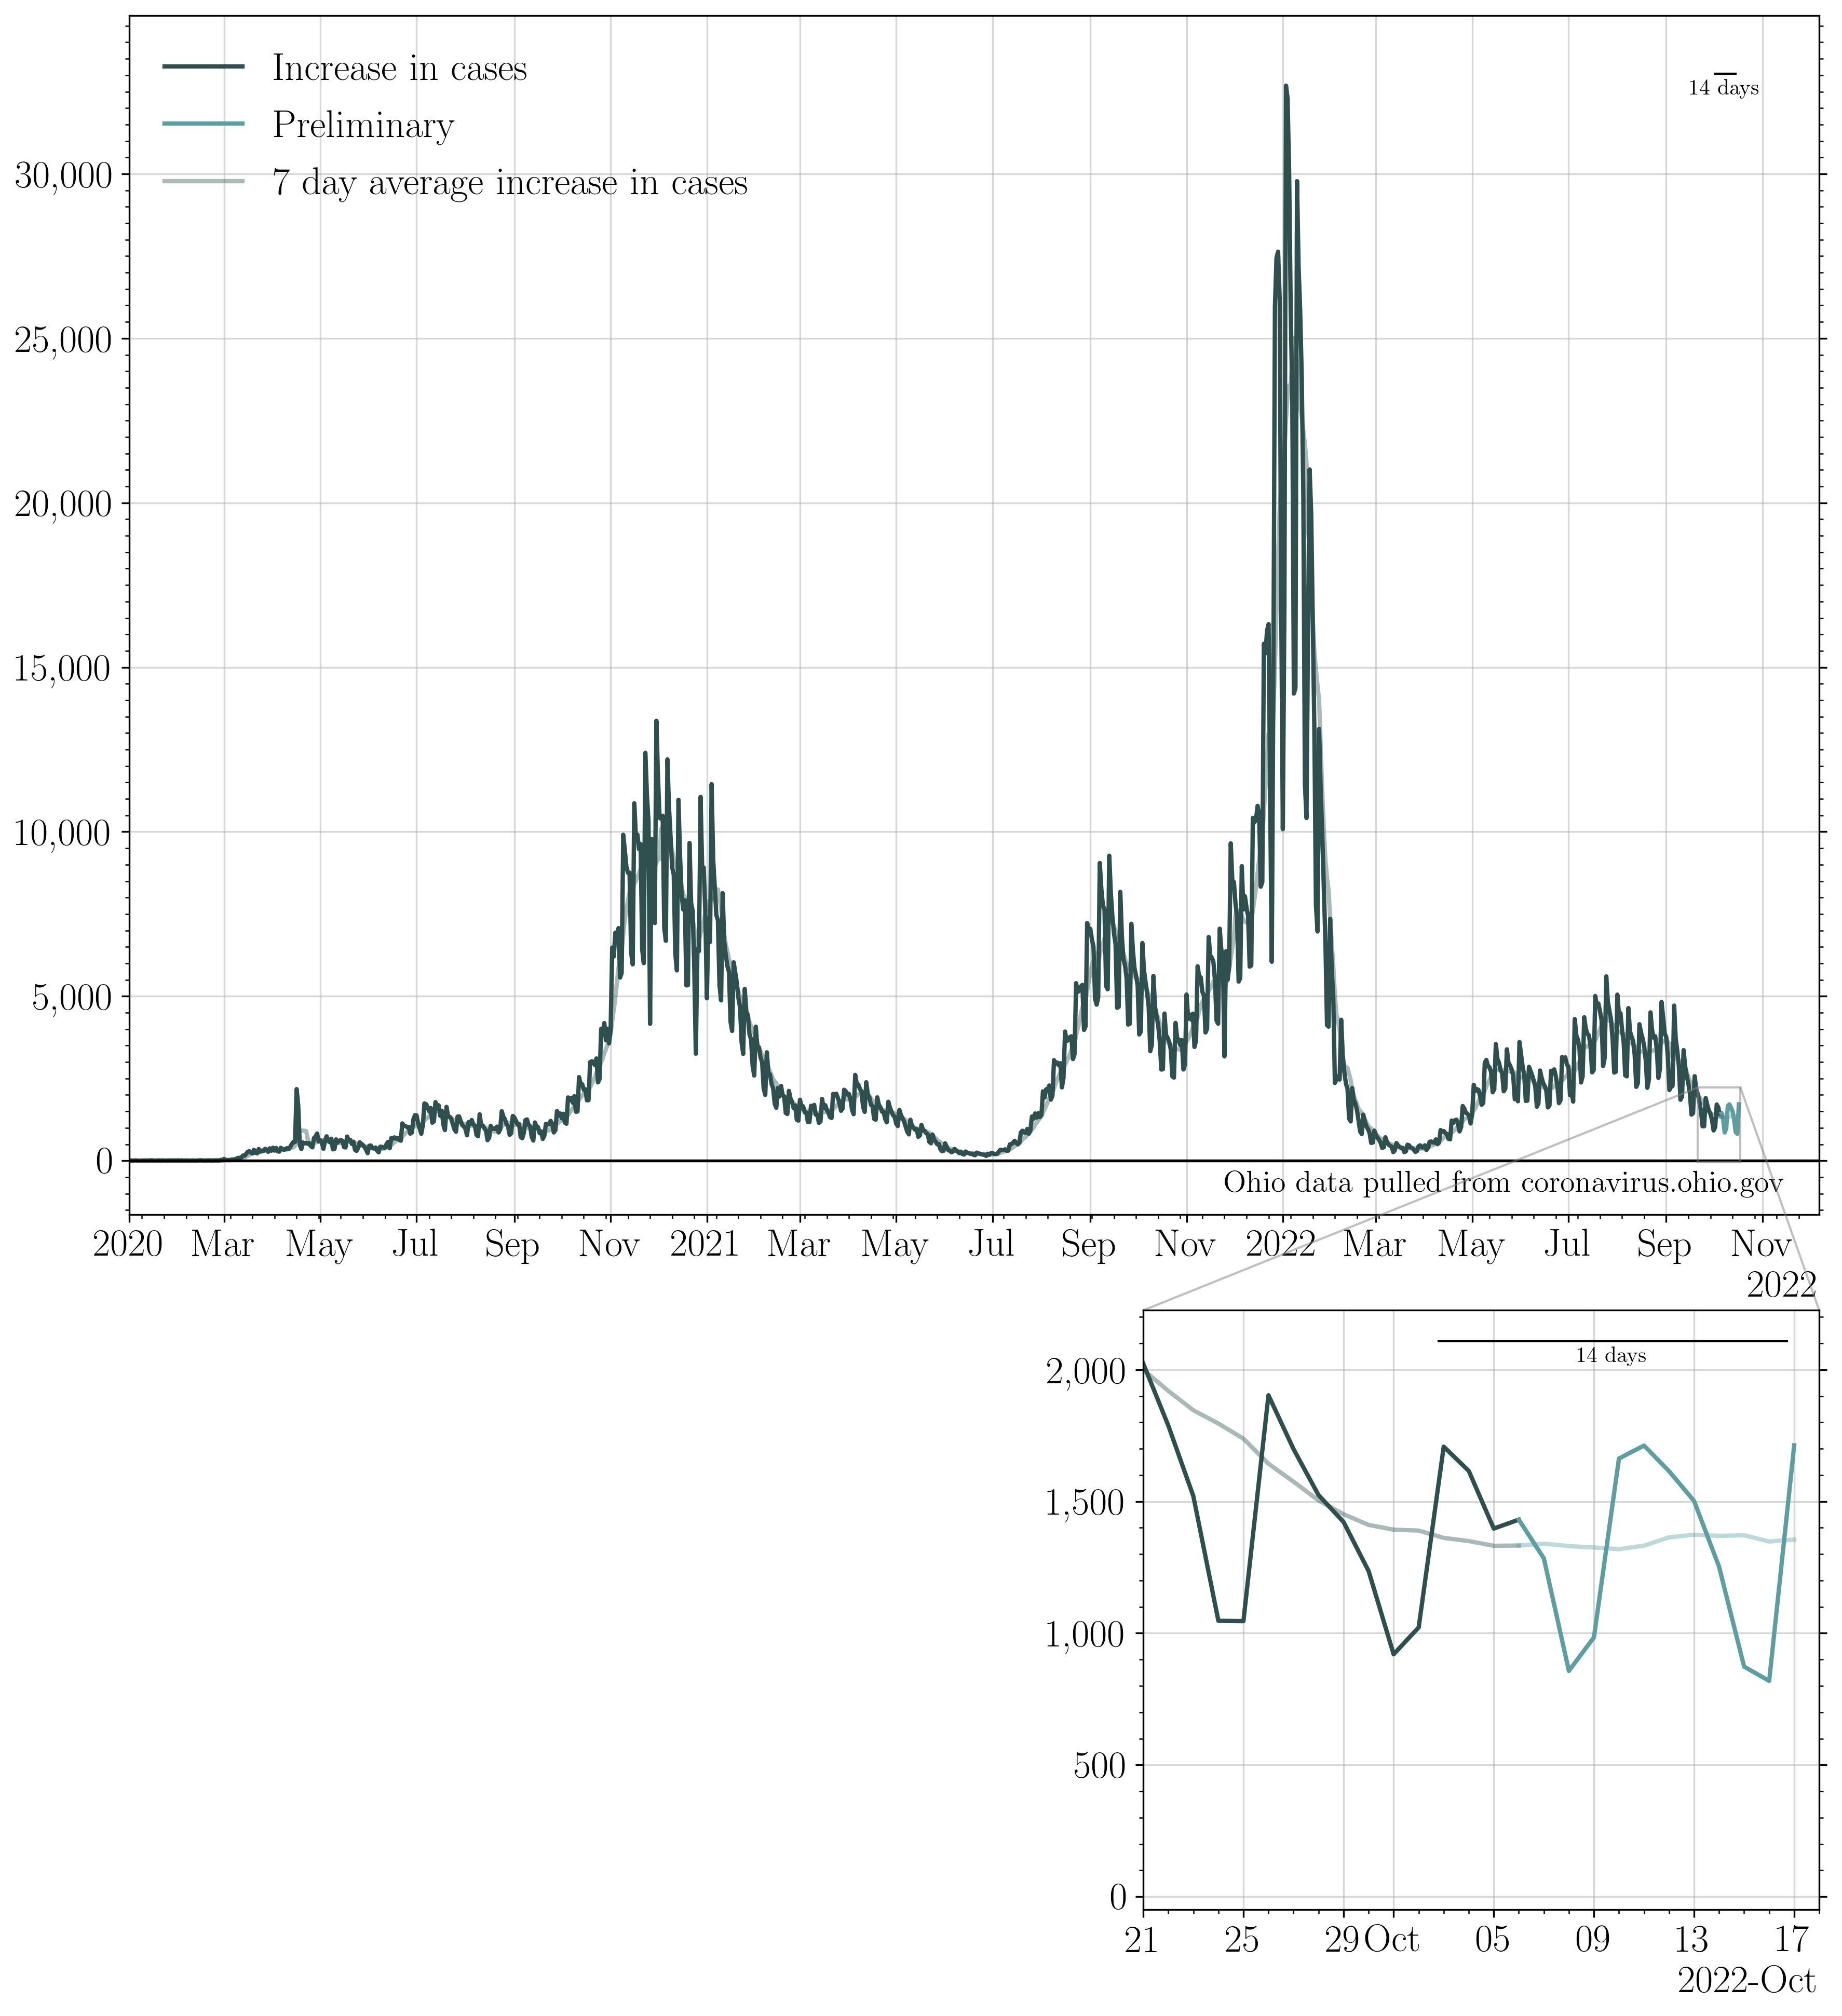 Increase in cases
Preliminary
7 day average increase in cases
14 days
30,000
25,000
20,000
15,000
10,000
5,000
0
Ohio data pulled from coronavirus.ohio.gov
2020 Mar May Jul Sep Nov 2021 Mar May Jul Sep Nov 2022 Mar May Jul Sep Nov
2022
14 days
2,000
1,500
1,000
500
0
21 25 29 Oct 05 09 13 17
2022-Oct